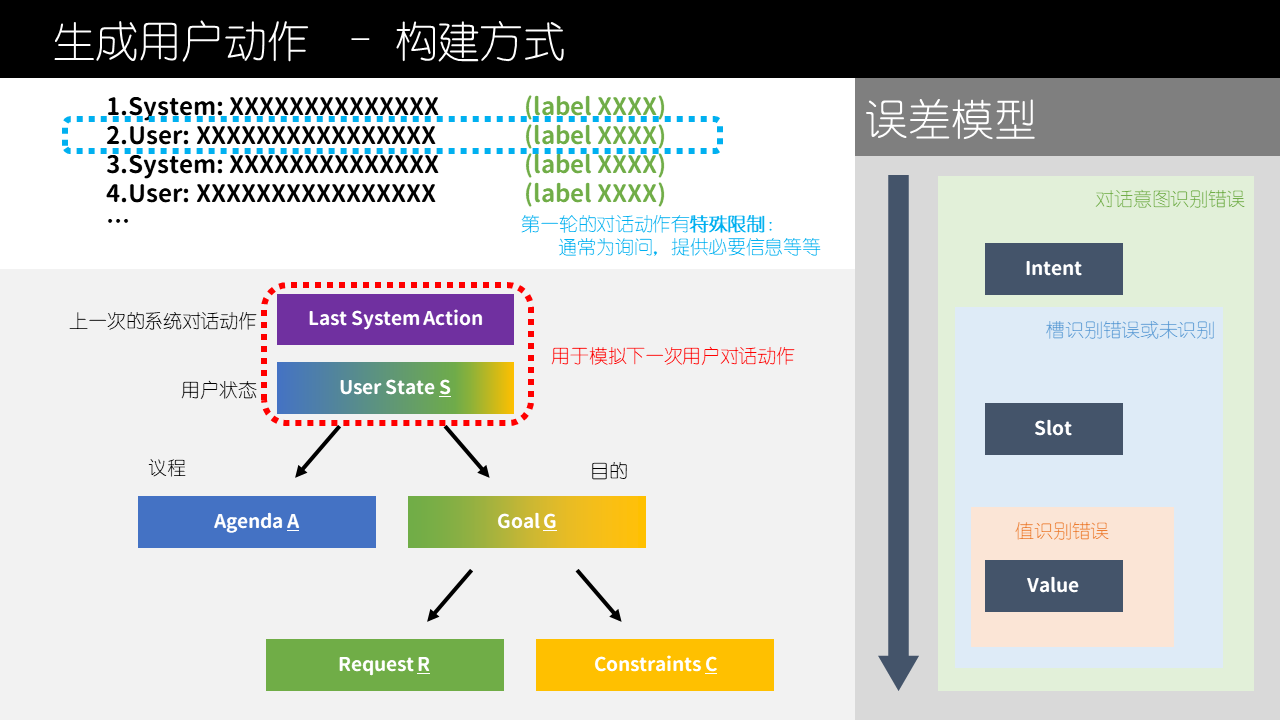 生成用户动作 - 构建方式
1.System: XXXXXXXXXXXXXX (label XXXX)
2.User: XXXXXXXXXXXXXXXX (label XXXX)
3.System: XXXXXXXXXXXXXX (label XXXX)
4.User: XXXXXXXXXXXXXXXX (label XXXX)
...
第一轮的对话动作有特殊限制：
通常为询问，提供必要信息等等
上一次的系统对话动作
Last System Action
用于模拟下一次用户对话动作
用户状态
User State S
议程
目的
Agenda A
Goal G
Request R
Constraints C
误差模型
对话意图识别错误
Intent
槽识别错误或未识别
Slot
值识别错误
Value